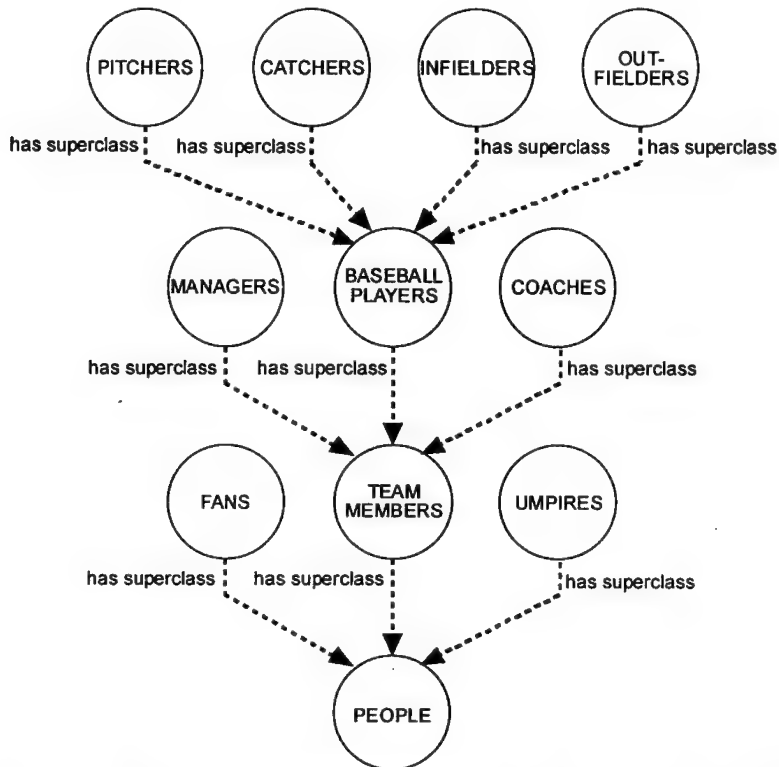 PITCHERS
CATCHERS
INFIELDERS
OUT-
FIELDERS
has superclass
has superclass
has superclass
has superclass
MANAGERS
BASEBALL
PLAYERS
COACHES
has superclass
has superclass
has superclass
FANS
TEAM
MEMBERS
UMPIRES
has superclass
has superclass
has superclass
PEOPLE